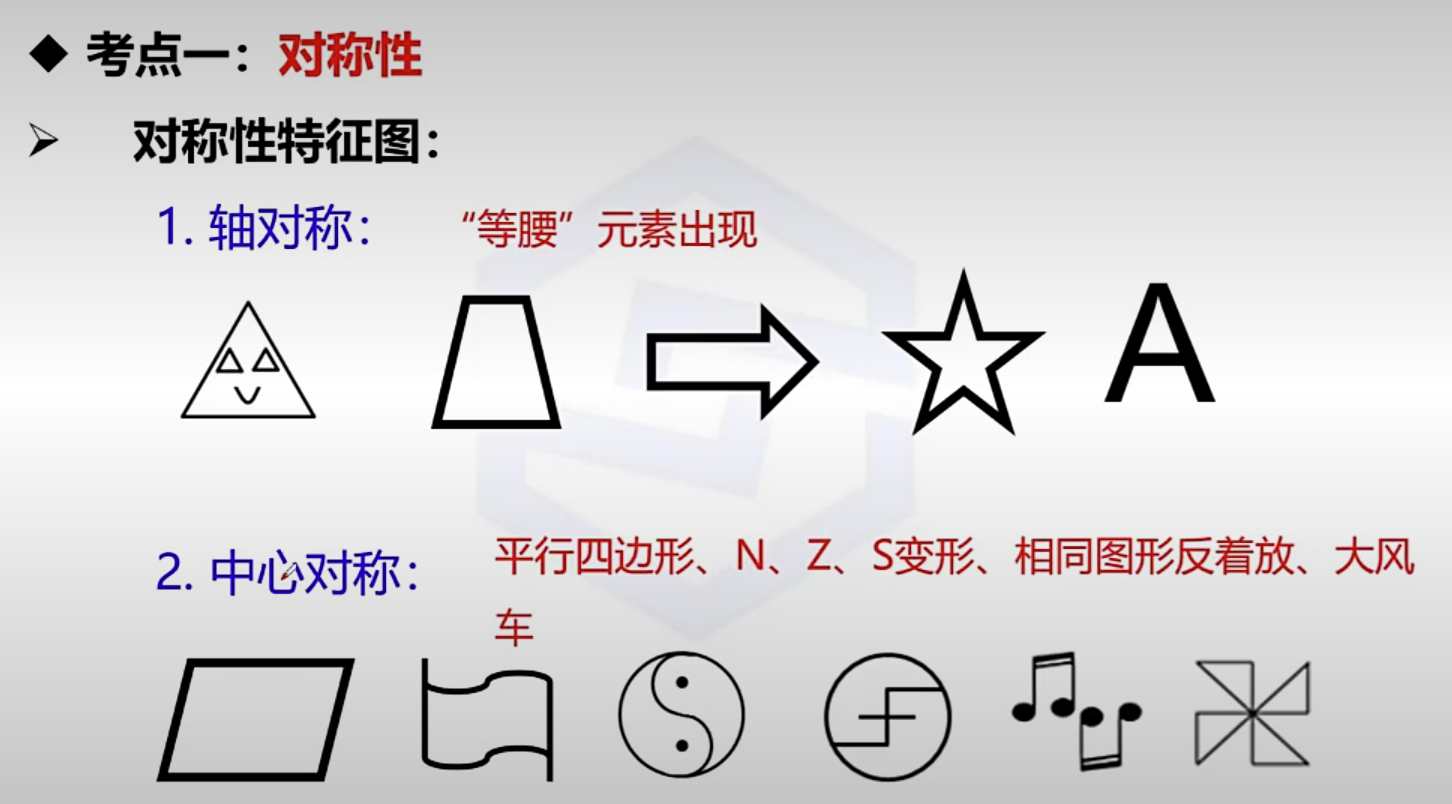 ◆ 考点一：对称性
➢ 对称性特征图：
1. 轴对称： “等腰”元素出现
A
2. 中心对称： 平行四边形、N、Z、S变形、相同图形反着放、大风
车